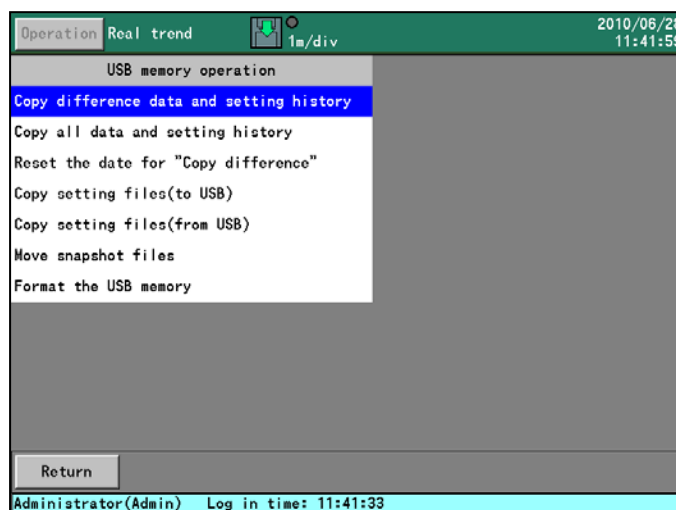 Operation Real trend 1m/div 2010/06/28
11:41:59
USB memory operation
Copy difference data and setting history
Copy all data and setting history
Reset the date for "Copy difference"
Copy setting files(to USB)
Copy setting files(from USB)
Move snapshot files
Format the USB memory
Return
Administrator(Admin) Log in time: 11:41:33